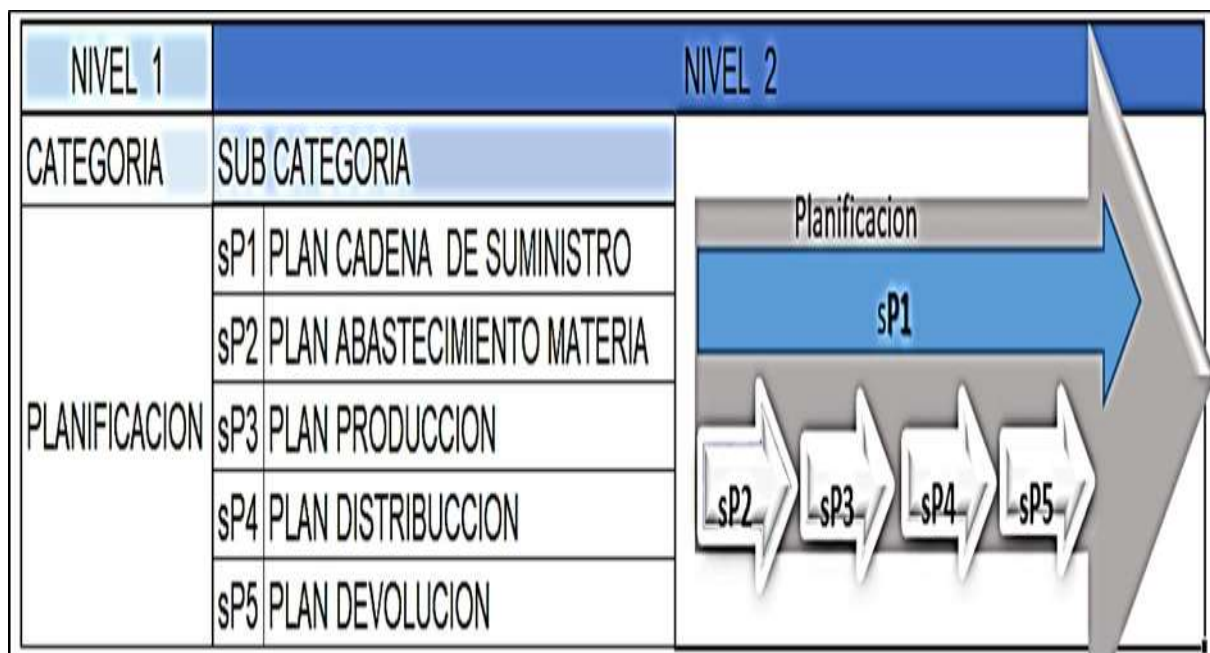 NIVEL 1
NIVEL 2
CATEGORIA
SUB CATEGORIA
PLANIFICACION
sP1 PLAN CADENA DE SUMINISTRO
sP2 PLAN ABASTECIMIENTO MATERIA
sP3 PLAN PRODUCCION
sP4 PLAN DISTRIBUCCION
sP5 PLAN DEVOLUCION
Planificacion
sP1
sP2
sP3
sP4
sP5